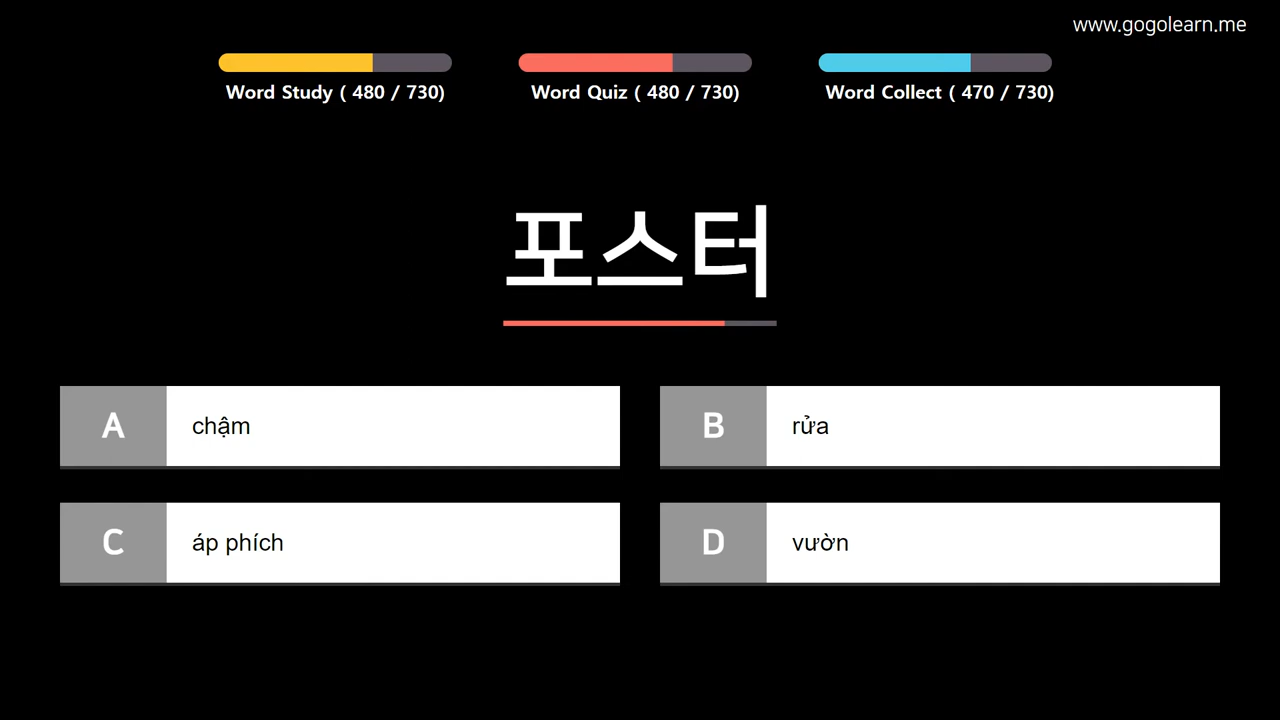 www.gogolearn.me
Word Study ( 480 / 730)
Word Quiz ( 480 / 730)
Word Collect ( 470 / 730)
포스터
A chậm
B rửa
C áp phích
D vườn